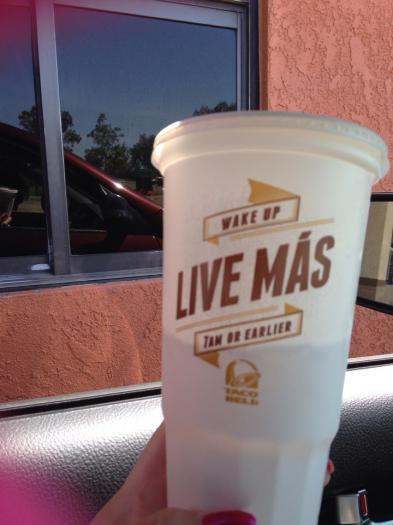 WAKE UP
LIVE MÁS
7AM OR EARLIER
TACO
BELL